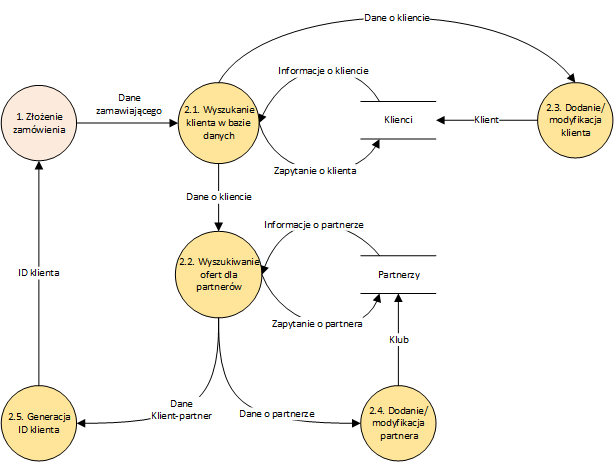 Dane o kliencie
Informacje o kliencie
1. Złożenie
zamówienia
Dane
zamawiającego
2.1. Wyszukanie
klienta w bazie
danych
Klienci
Klient
2.3. Dodanie/
modyfikacja
klienta
Zapytanie o klienta
Dane o kliencie
Informacje o partnerze
2.2. Wyszukiwanie
ofert dla
partnerów
Partnerzy
ID klienta
Zapytanie o partnera
Klub
Dane
Klient-partner
Dane o partnerze
2.5. Generacja
ID klienta
2.4. Dodanie/
modyfikacja
partnera